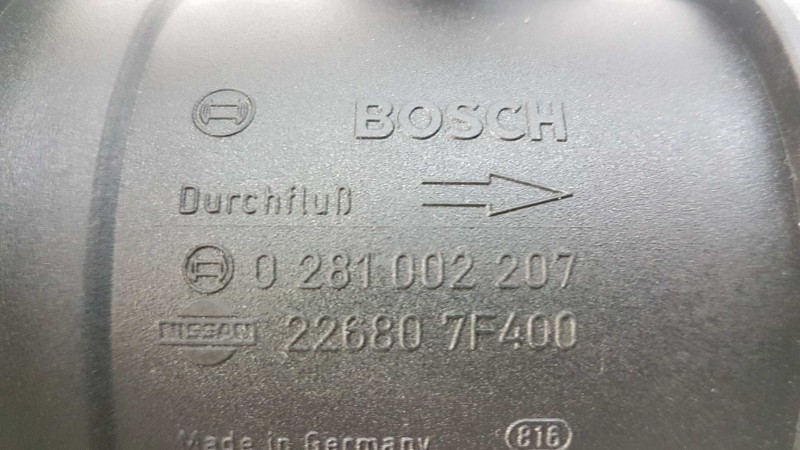 BOSCH
Durchfluß
0 281 002 207
NISSAN 22680 7F400
Made in Germany 816